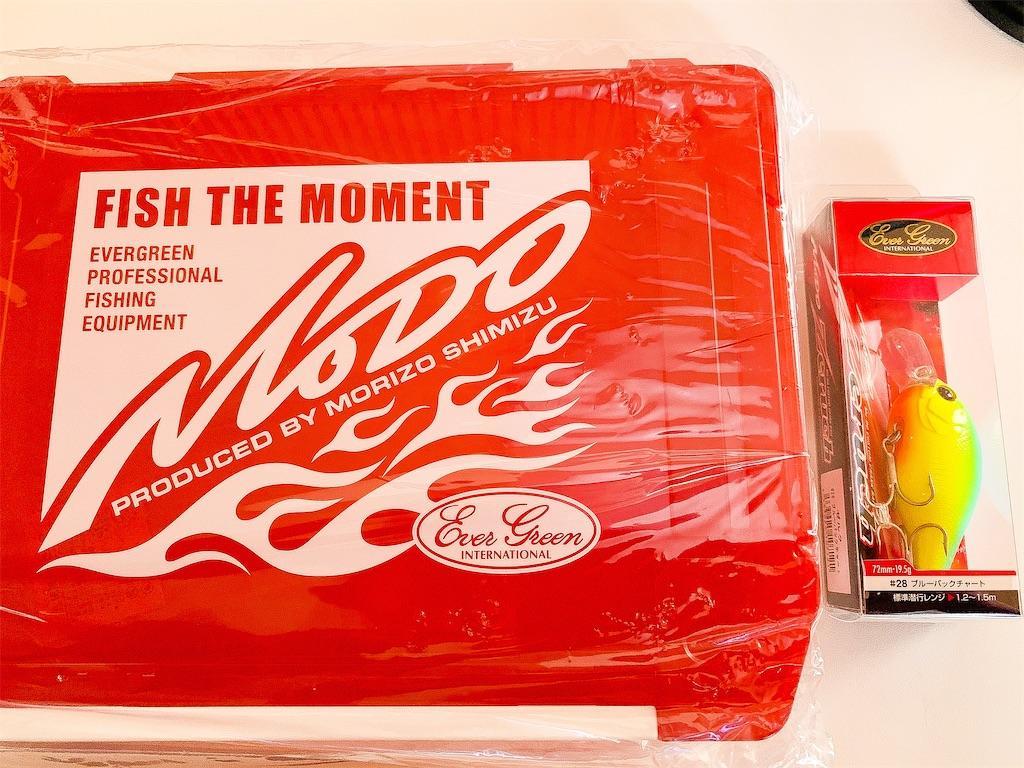 FISH THE MOMENT
EVERGREEN
PROFESSIONAL
FISHING
EQUIPMENT
MoDO
PRODUCED BY MORIZO SHIMIZU
Ever Green
INTERNATIONAL
Ever Green
INTERNATIONAL
72mm-19.5g
#28 ブルーバックチャート
標準潜行レンジ▶1.2〜1.5m